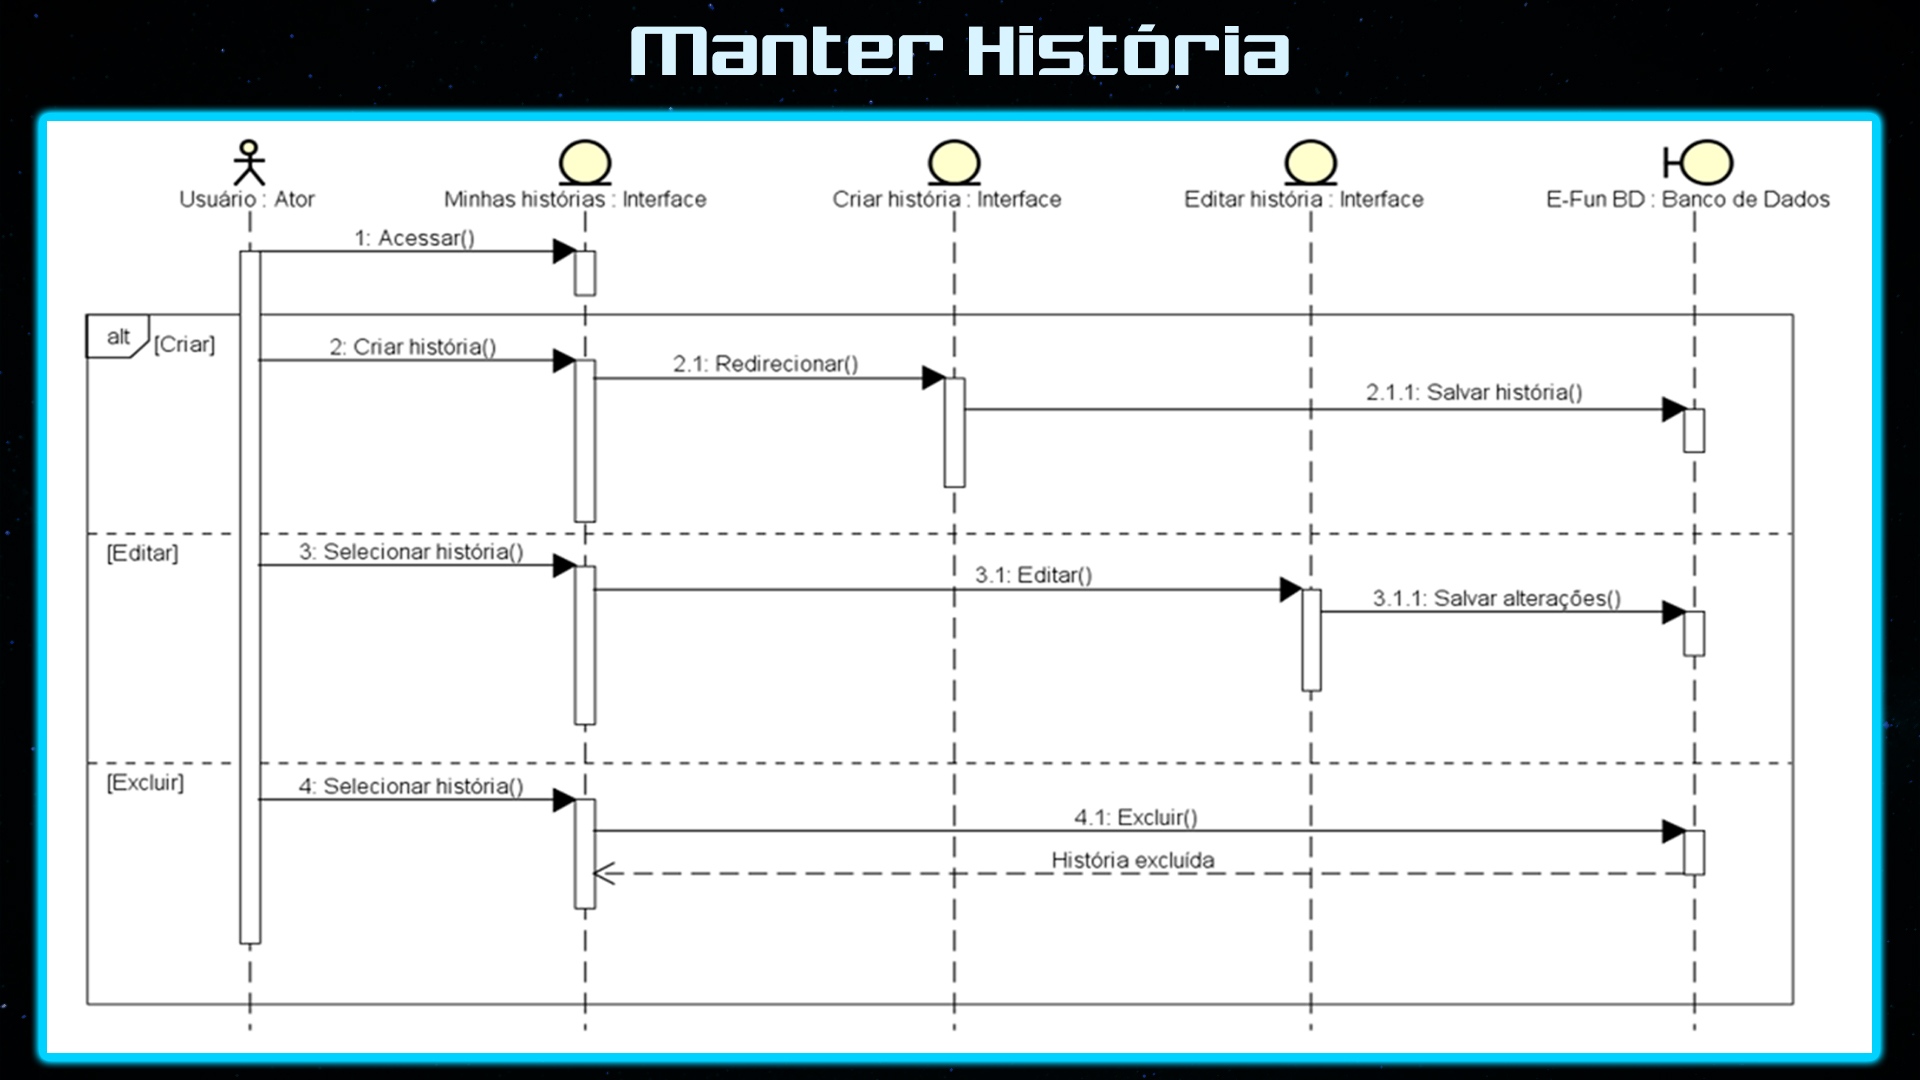 Manter História
Usuário : Ator
Minhas histórias : Interface
Criar história : Interface
Editar história : Interface
E-Fun BD : Banco de Dados
1: Acessar()
alt
[Criar]
2: Criar história()
2.1: Redirecionar()
2.1.1: Salvar história()
[Editar]
3: Selecionar história()
3.1: Editar()
3.1.1: Salvar alterações()
[Excluir]
4: Selecionar história()
4.1: Excluir()
História excluída